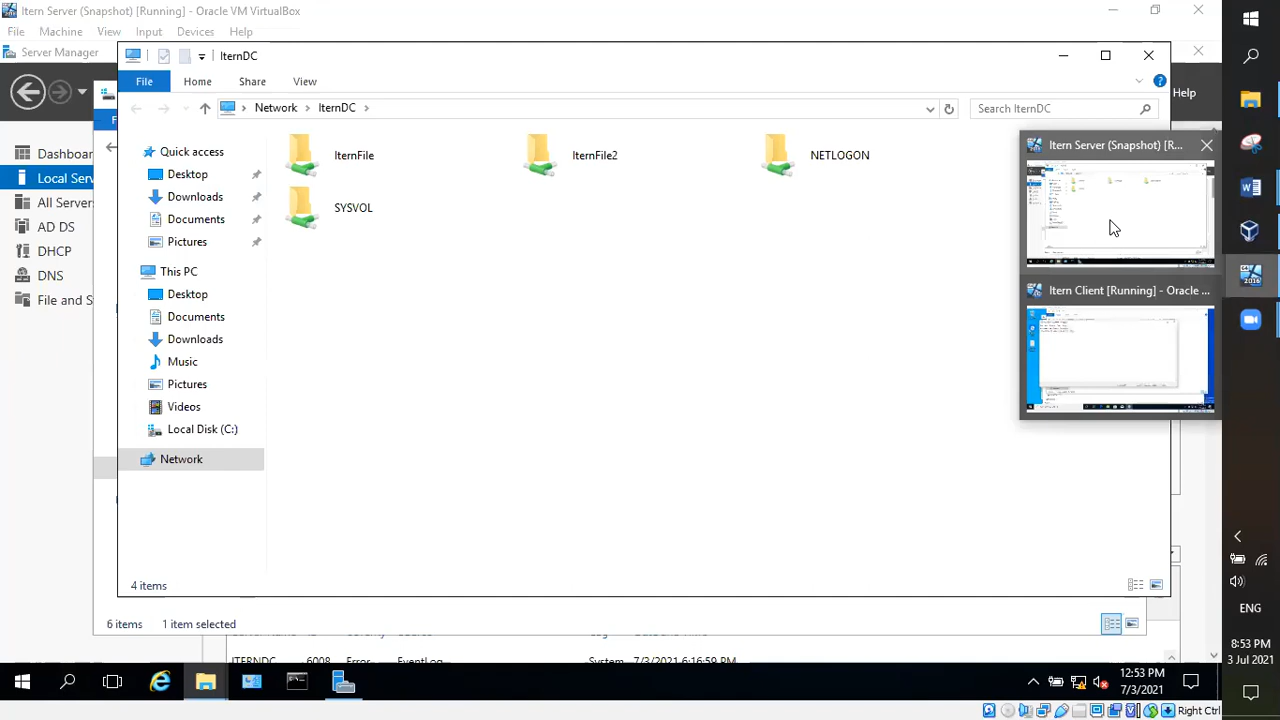 Itern Server (Snapshot) [Running] - Oracle VM VirtualBox
File Machine View Input Devices Help
Server Manager
IternDC
File Home Share View
Help
Network IternDC
Search IternDC
Quick access
Desktop
Downloads
Documents
Pictures
This PC
Desktop
Documents
Downloads
Music
Pictures
Videos
Local Disk (C:)
Network
IternFile
IternFile2
NETLOGON
SYSVOL
4 items
6 items 1 item selected
Dashboar
Local Serv
All Servers
AD DS
DHCP
DNS
File and S
Itern Server (Snapshot) [R...
Itern Client [Running] - Oracle ...
ITERNDC 6008 Error EventLog System 7/3/2021 6:16:59 PM
12:53 PM
7/3/2021
Right Ctrl
ENG
8:53 PM
3 Jul 2021